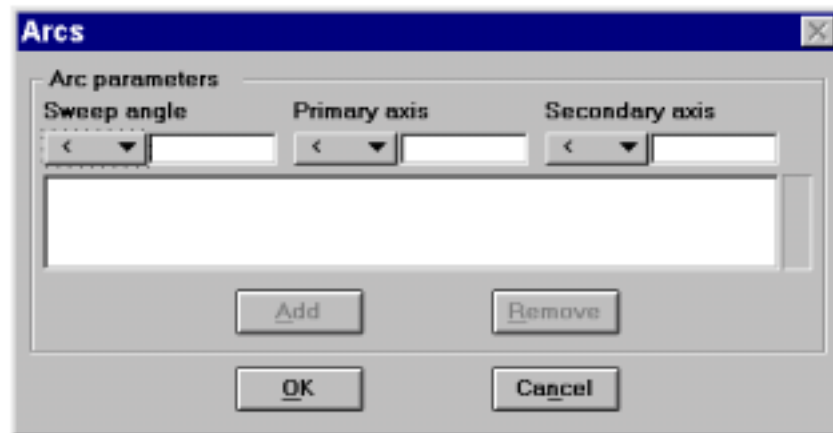 Arcs
Arc parameters
Sweep angle Primary axis Secondary axis
< < <
Add Remove
OK Cancel